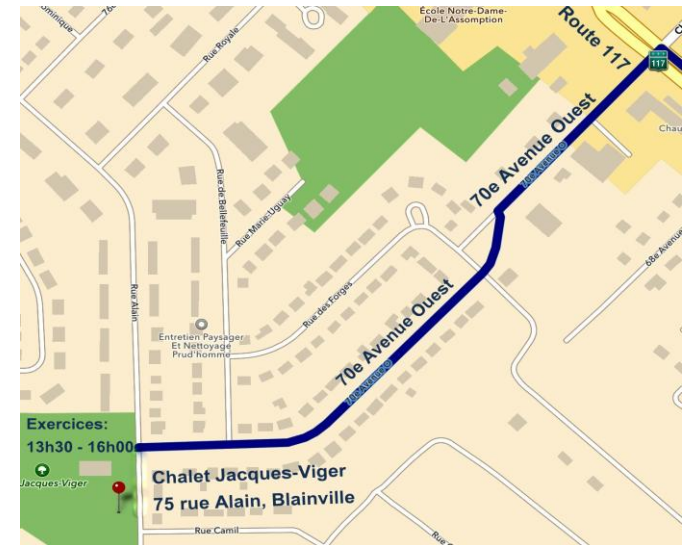 École Notre-Dame-
De-L'Assomption
Route 117
117
Rue Royale
70e Avenue Ouest
Rue de Bellefeuille
Rue Marie-Uguay
68e Avenue
Rue Alain
Rue des Forges
Entretien Paysager
Et Nettoyage
Prud'homme
70e Avenue Ouest
Exercices:
13h30 - 16h00
Jacques-Viger
Chalet Jacques-Viger
75 rue Alain, Blainville
Rue Camil